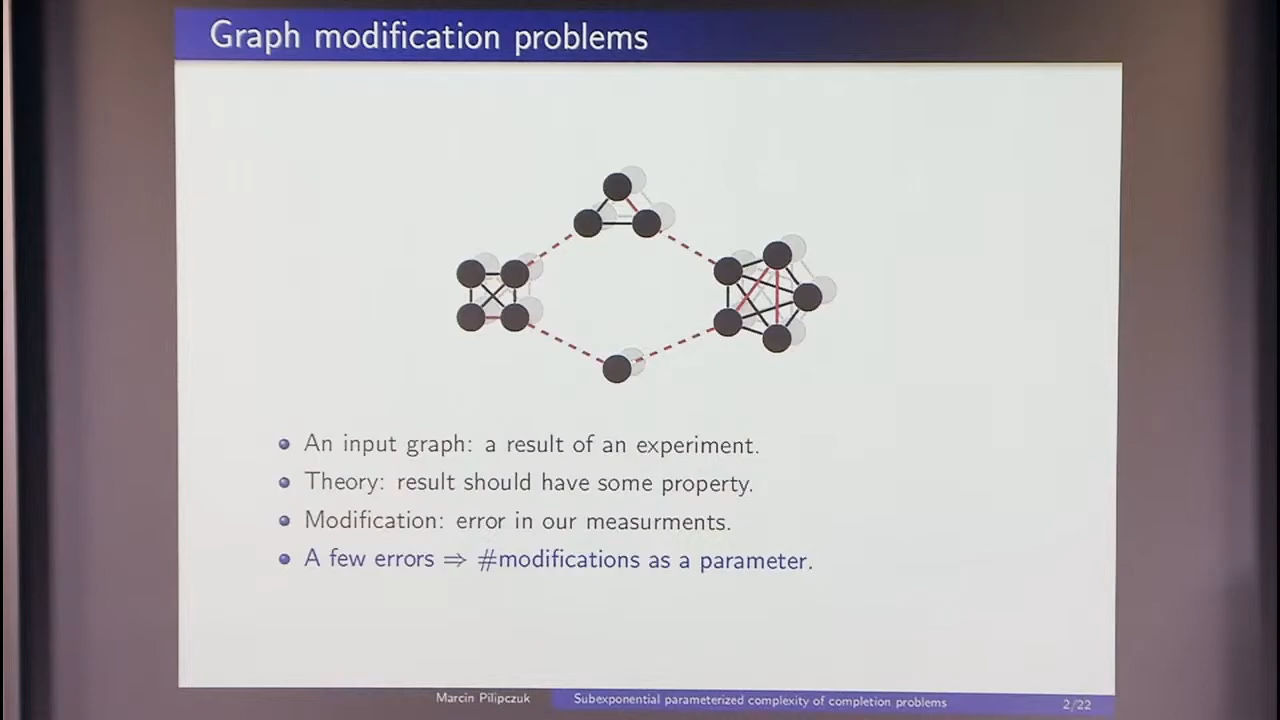 Graph modification problems
An input graph: a result of an experiment.
Theory: result should have some property.
Modification: error in our measurments.
A few errors ⇒ #modifications as a parameter.
Marcin Pilipczuk
Subexponential parameterized complexity of completion problems
2/22